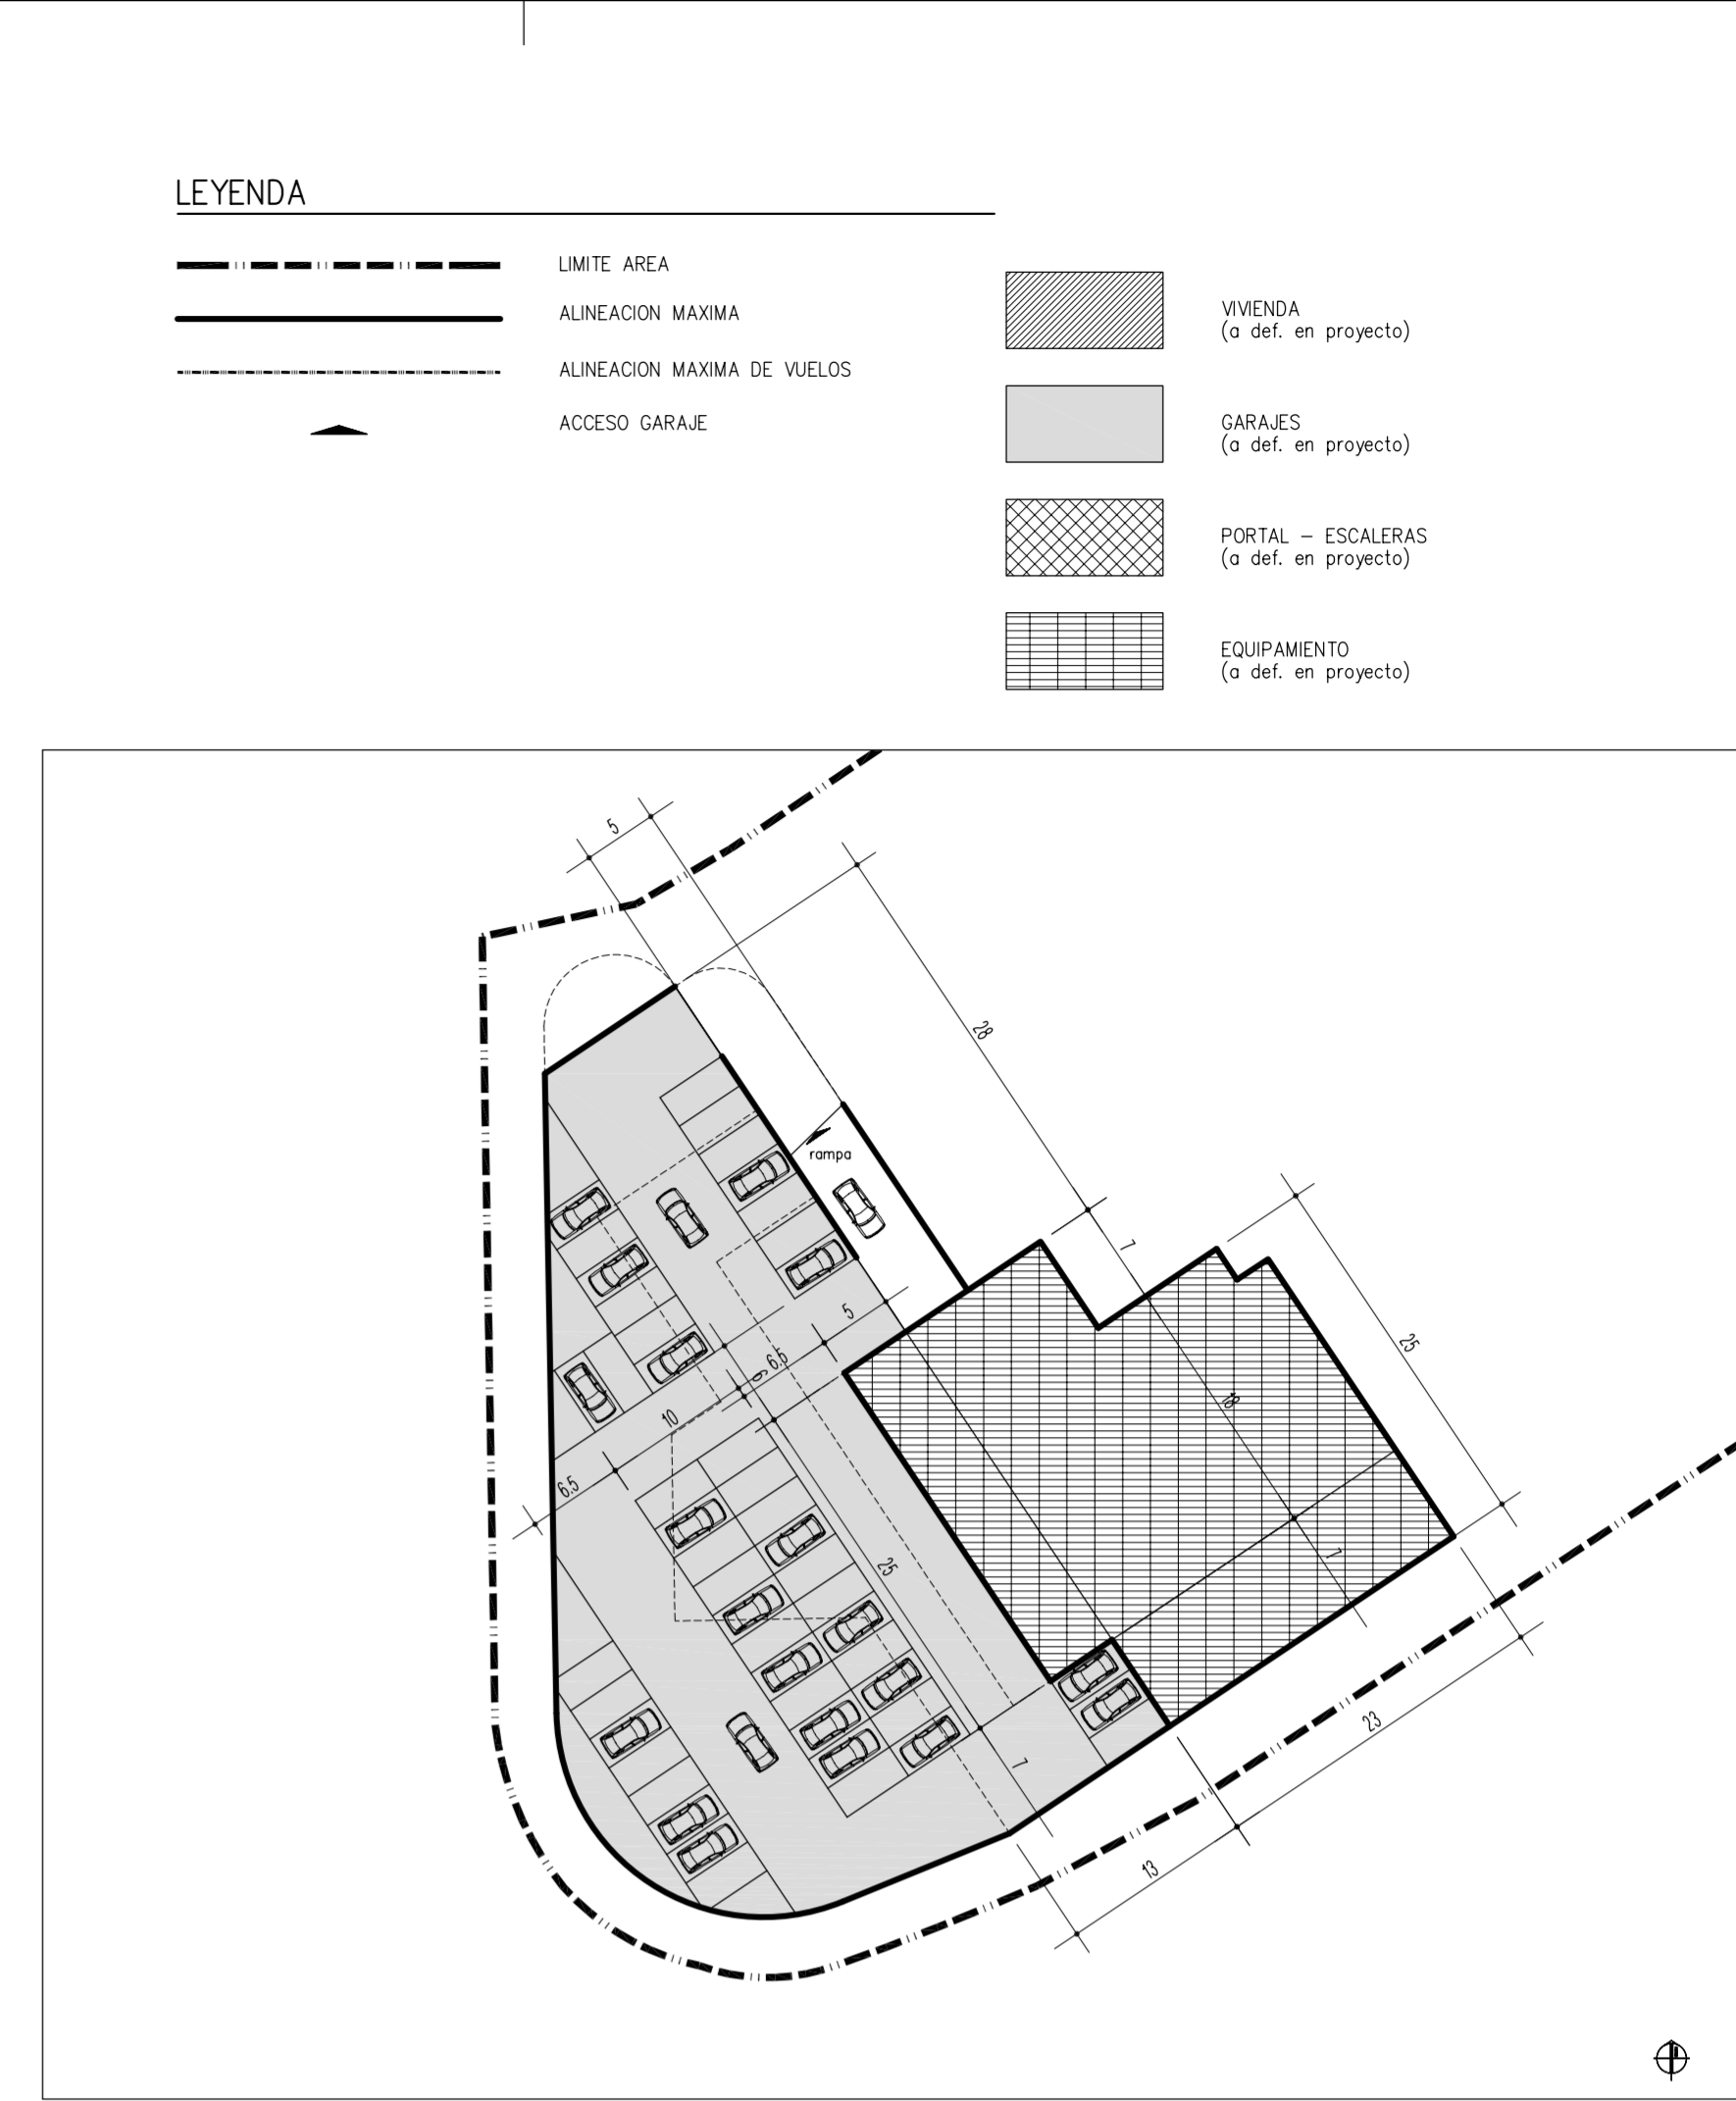 LEYENDA
LIMITE AREA
ALINEACION MAXIMA
ALINEACION MAXIMA DE VUELOS
ACCESO GARAJE
VIVIENDA
(a def. en proyecto)
GARAJES
(a def. en proyecto)
PORTAL – ESCALERAS
(a def. en proyecto)
EQUIPAMIENTO
(a def. en proyecto)
5
28
rampa
7
5
25
6.5
9
18
10
6.5
25
7
7
23
13